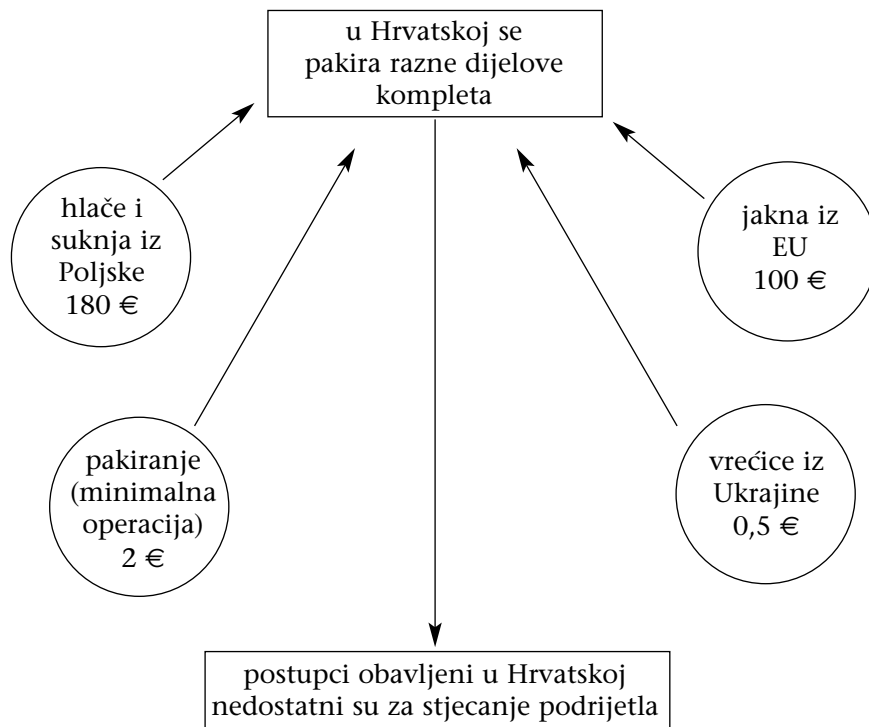 u Hrvatskoj se
pakira razne dijelove
kompleta
hlače i
suknja iz
Poljske
180 €
jakna iz
EU
100 €
pakiranje
(minimalna
operacija)
2 €
vrećice iz
Ukrajine
0,5 €
postupci obavljeni u Hrvatskoj
nedostatni su za stjecanje podrijetla